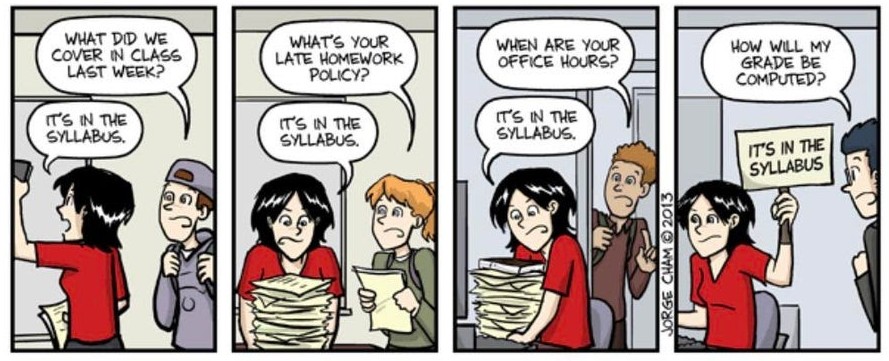 WHAT DID WE
COVER IN CLASS
LAST WEEK?
IT'S IN THE
SYLLABUS.
WHAT'S YOUR
LATE HOMEWORK
POLICY?
IT'S IN THE
SYLLABUS.
WHEN ARE YOUR
OFFICE HOURS?
IT'S IN THE
SYLLABUS.
HOW WILL MY
GRADE BE
COMPUTED?
IT'S IN THE
SYLLABUS
JORGE CHAM © 2013